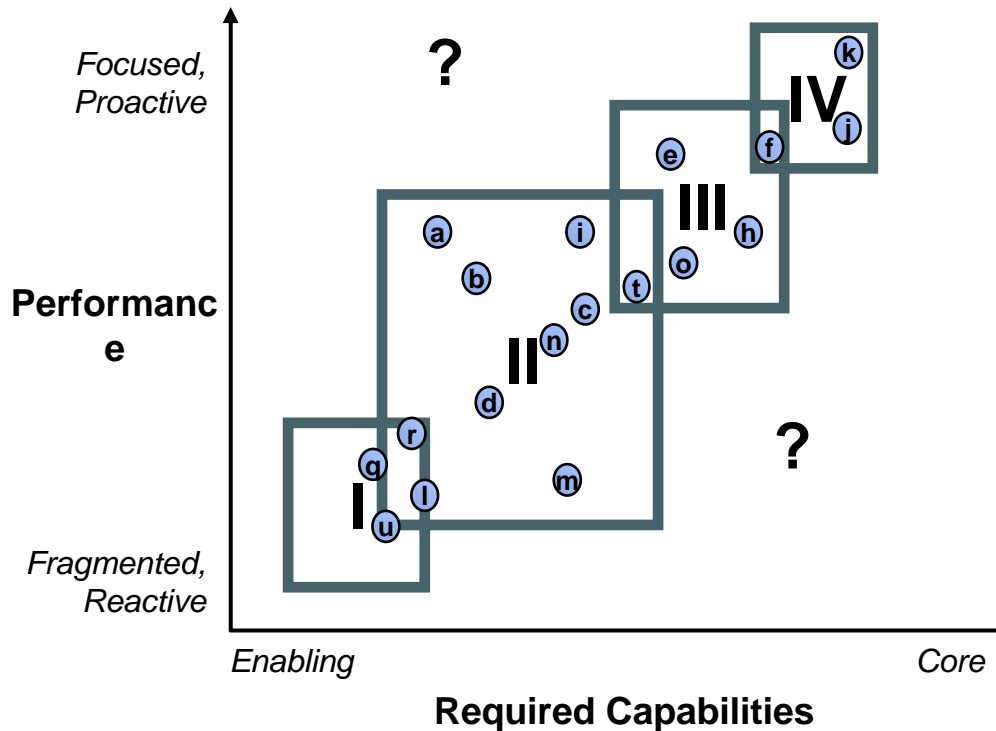 Focused,
Proactive
?
k
IV
j
f
e
III
h
o
a
i
b
t
c
n
II
d
Performanc
e
r
q
l
I
u
m
?
Fragmented,
Reactive
Enabling
Core
Required Capabilities